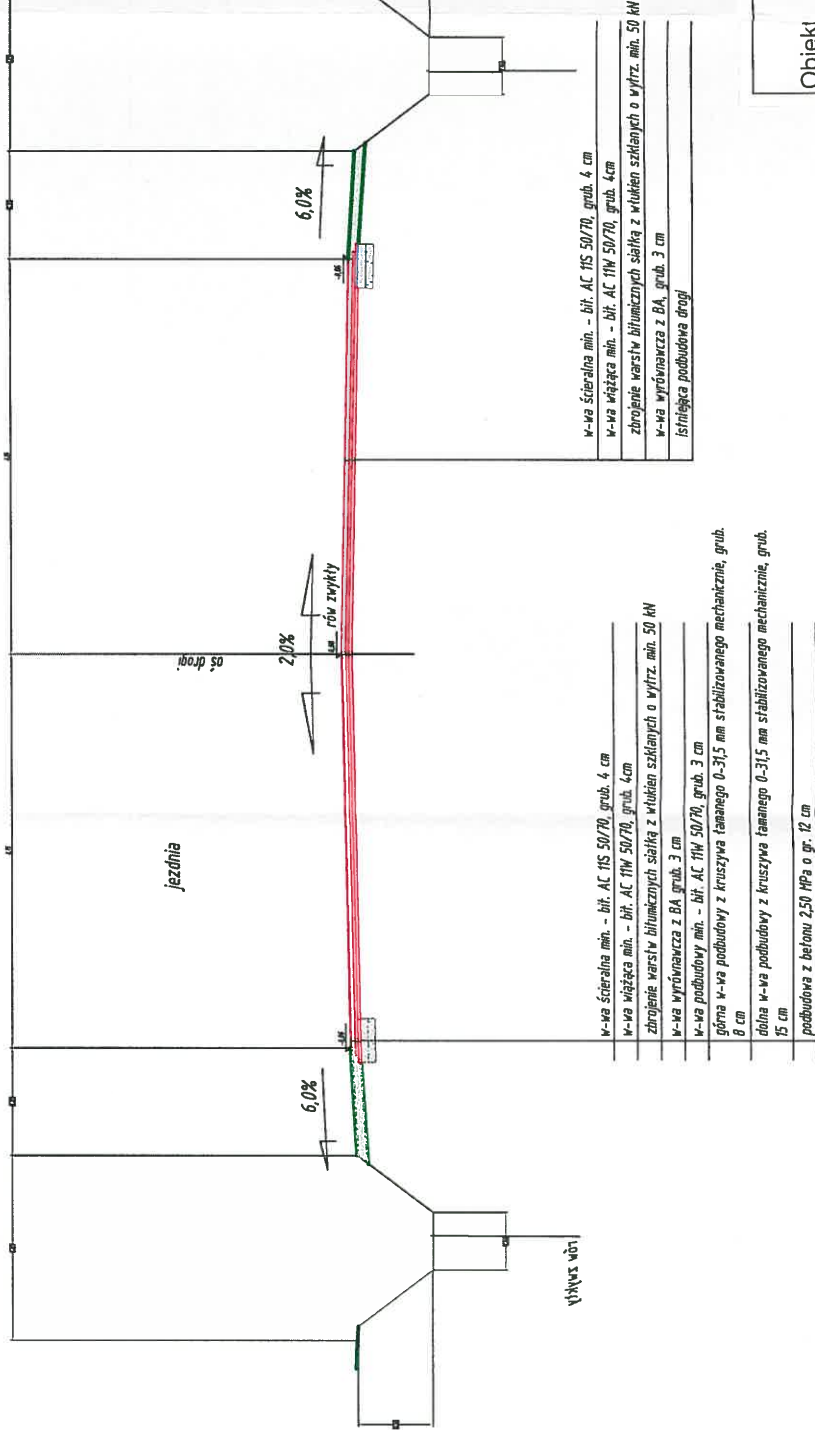 6,0%
jezdnia
oś drogi
2,0%
rów zwykły
6,0%
rów zwykły
w-wa ścieralna min. - bit. AC 11S 50/70, grub. 4 cm
w-wa wiążąca min. - bit. AC 11W 50/70, grub. 4cm
zbrojenie warstw bitumicznych siatką z włukien szklanych o wytrz. min. 50 kN
w-wa wyrównawcza z BA grub. 3 cm
w-wa podbudowy min. - bit. AC 11W 50/70, grub. 3 cm
górna w-wa podbudowy z kruszywa łamanego 0-31,5 mm stabilizowanego mechanicznie, grub.
8 cm
dolna w-wa podbudowy z kruszywa łamanego 0-31,5 mm stabilizowanego mechanicznie, grub.
15 cm
podbudowa z betonu 2,50 MPa o gr. 12 cm
w-wa ścieralna min. - bit. AC 11S 50/70, grub. 4 cm
w-wa wiążąca min. - bit. AC 11W 50/70, grub. 4cm
zbrojenie warstw bitumicznych siatką z włukien szklanych o wytrz. min. 50 kN
w-wa wyrównawcza z BA, grub. 3 cm
istniejąca podbudowa drogi
Obiekt